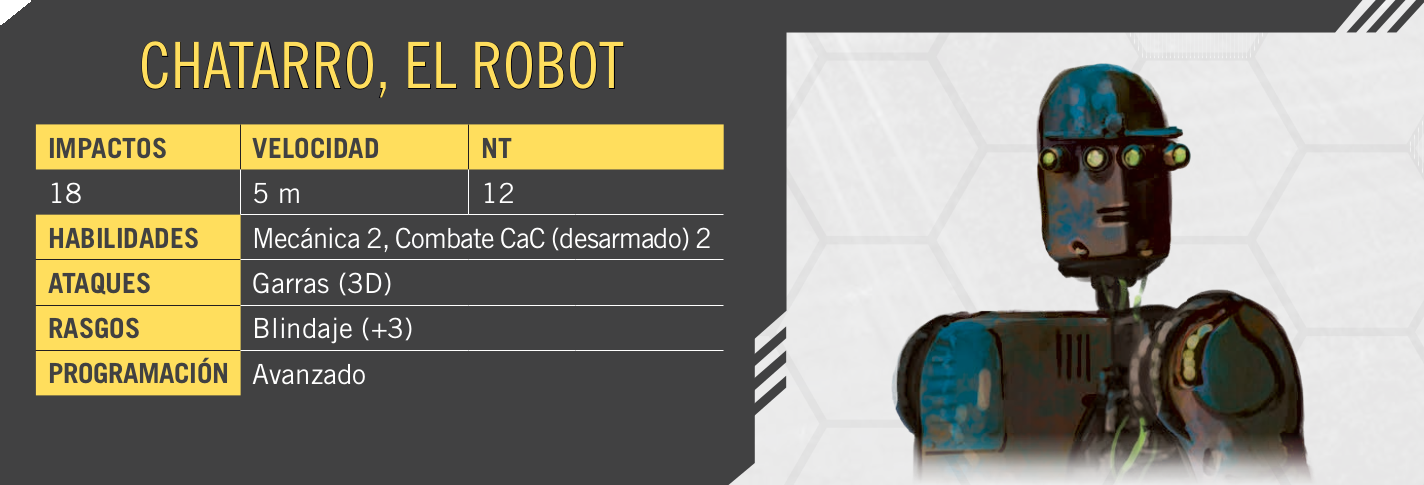 CHATARRO, EL ROBOT
IMPACTOS VELOCIDAD NT
18 5 m 12
HABILIDADES Mecánica 2, Combate CaC (desarmado) 2
ATAQUES Garras (3D)
RASGOS Blindaje (+3)
PROGRAMACIÓN Avanzado